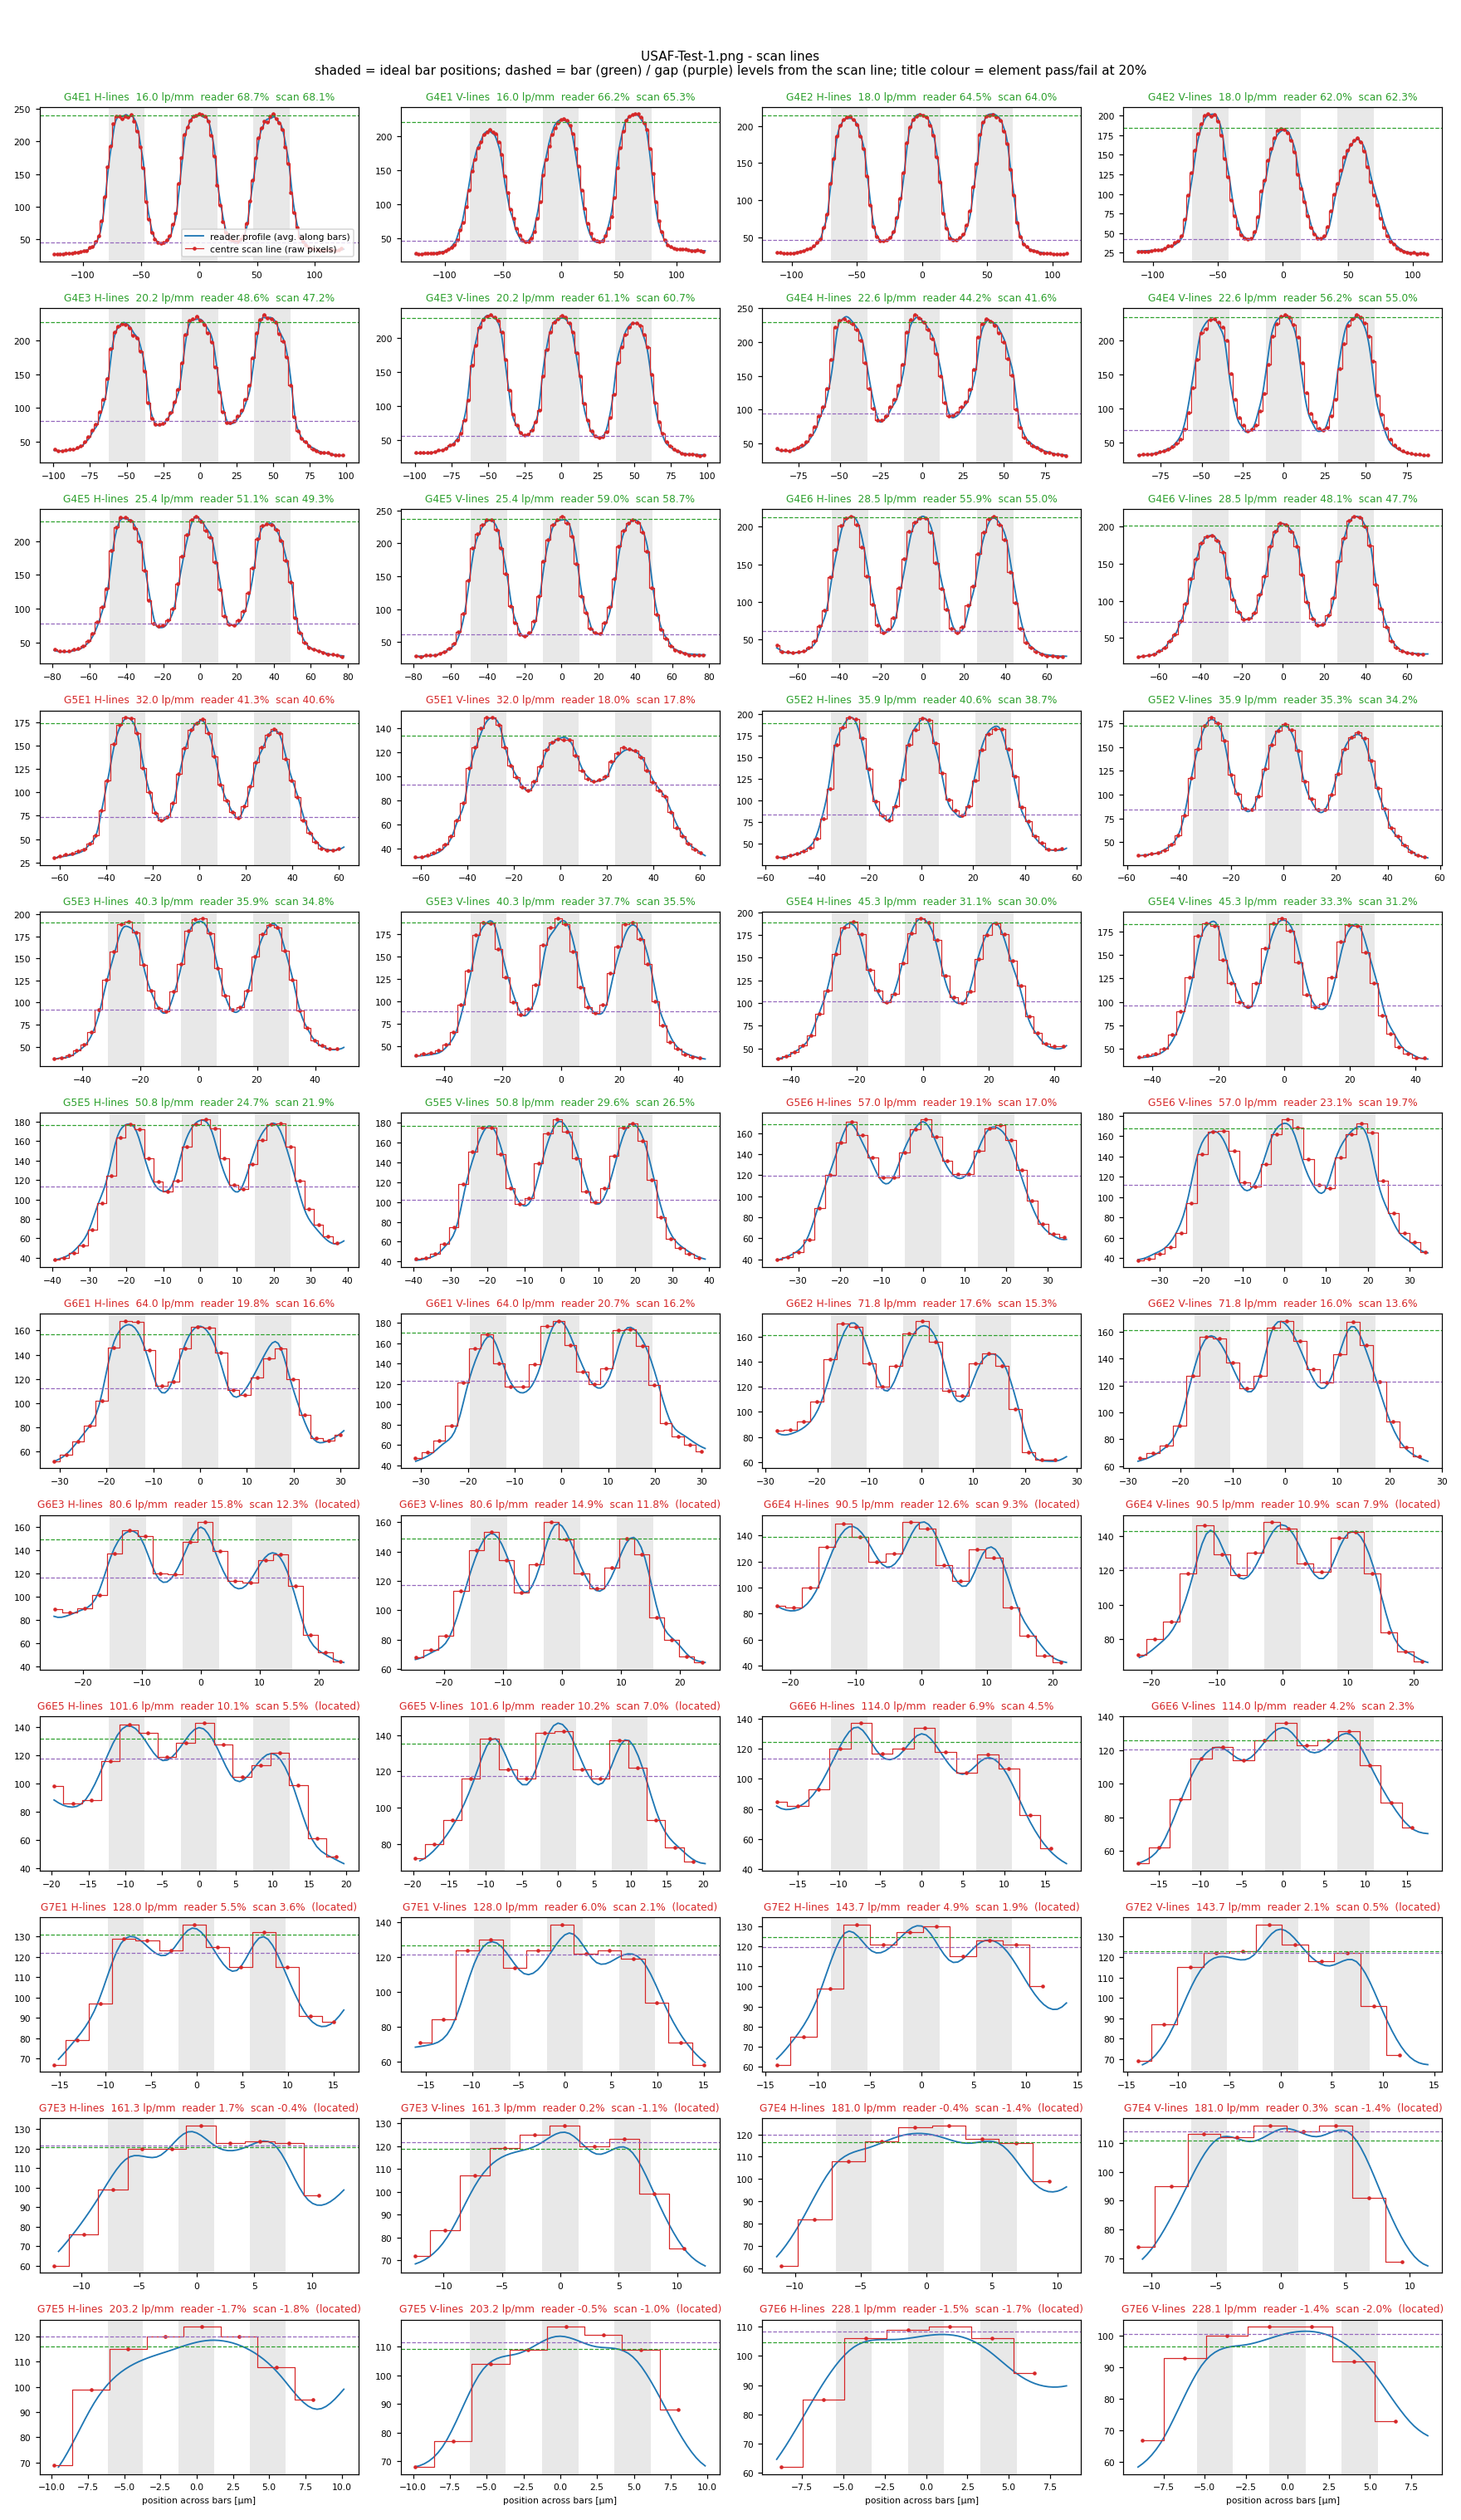 USAF-Test-1.png - scan lines
shaded = ideal bar positions; dashed = bar (green) / gap (purple) levels from the scan line; title colour = element pass/fail at 20%
G4E1 H-lines 16.0 lp/mm reader 68.7% scan 68.1%
G4E1 V-lines 16.0 lp/mm reader 66.2% scan 65.3%
G4E2 H-lines 18.0 lp/mm reader 64.5% scan 64.0%
G4E2 V-lines 18.0 lp/mm reader 62.0% scan 62.3%
reader profile (avg. along bars)
centre scan line (raw pixels)
G4E3 H-lines 20.2 lp/mm reader 48.6% scan 47.2%
G4E3 V-lines 20.2 lp/mm reader 61.1% scan 60.7%
G4E4 H-lines 22.6 lp/mm reader 44.2% scan 41.6%
G4E4 V-lines 22.6 lp/mm reader 56.2% scan 55.0%
G4E5 H-lines 25.4 lp/mm reader 51.1% scan 49.3%
G4E5 V-lines 25.4 lp/mm reader 59.0% scan 58.7%
G4E6 H-lines 28.5 lp/mm reader 55.9% scan 55.0%
G4E6 V-lines 28.5 lp/mm reader 48.1% scan 47.7%
G5E1 H-lines 32.0 lp/mm reader 41.3% scan 40.6%
G5E1 V-lines 32.0 lp/mm reader 18.0% scan 17.8%
G5E2 H-lines 35.9 lp/mm reader 40.6% scan 38.7%
G5E2 V-lines 35.9 lp/mm reader 35.3% scan 34.2%
G5E3 H-lines 40.3 lp/mm reader 35.9% scan 34.8%
G5E3 V-lines 40.3 lp/mm reader 37.7% scan 35.5%
G5E4 H-lines 45.3 lp/mm reader 31.1% scan 30.0%
G5E4 V-lines 45.3 lp/mm reader 33.3% scan 31.2%
G5E5 H-lines 50.8 lp/mm reader 24.7% scan 21.9%
G5E5 V-lines 50.8 lp/mm reader 29.6% scan 26.5%
G5E6 H-lines 57.0 lp/mm reader 19.1% scan 17.0%
G5E6 V-lines 57.0 lp/mm reader 23.1% scan 19.7%
G6E1 H-lines 64.0 lp/mm reader 19.8% scan 16.6%
G6E1 V-lines 64.0 lp/mm reader 20.7% scan 16.2%
G6E2 H-lines 71.8 lp/mm reader 17.6% scan 15.3%
G6E2 V-lines 71.8 lp/mm reader 16.0% scan 13.6%
G6E3 H-lines 80.6 lp/mm reader 15.8% scan 12.3% (located)
G6E3 V-lines 80.6 lp/mm reader 14.9% scan 11.8% (located)
G6E4 H-lines 90.5 lp/mm reader 12.6% scan 9.3% (located)
G6E4 V-lines 90.5 lp/mm reader 10.9% scan 7.9% (located)
G6E5 H-lines 101.6 lp/mm reader 10.1% scan 5.5% (located)
G6E5 V-lines 101.6 lp/mm reader 10.2% scan 7.0% (located)
G6E6 H-lines 114.0 lp/mm reader 6.9% scan 4.5%
G6E6 V-lines 114.0 lp/mm reader 4.2% scan 2.3%
G7E1 H-lines 128.0 lp/mm reader 5.5% scan 3.6% (located)
G7E1 V-lines 128.0 lp/mm reader 6.0% scan 2.1% (located)
G7E2 H-lines 143.7 lp/mm reader 4.9% scan 1.9% (located)
G7E2 V-lines 143.7 lp/mm reader 2.1% scan 0.5% (located)
G7E3 H-lines 161.3 lp/mm reader 1.7% scan -0.4% (located)
G7E3 V-lines 161.3 lp/mm reader 0.2% scan -1.1% (located)
G7E4 H-lines 181.0 lp/mm reader -0.4% scan -1.4% (located)
G7E4 V-lines 181.0 lp/mm reader 0.3% scan -1.4% (located)
G7E5 H-lines 203.2 lp/mm reader -1.7% scan -1.8% (located)
G7E5 V-lines 203.2 lp/mm reader -0.5% scan -1.0% (located)
G7E6 H-lines 228.1 lp/mm reader -1.5% scan -1.7% (located)
G7E6 V-lines 228.1 lp/mm reader -1.4% scan -2.0% (located)
position across bars [µm]
position across bars [µm]
position across bars [µm]
position across bars [µm]